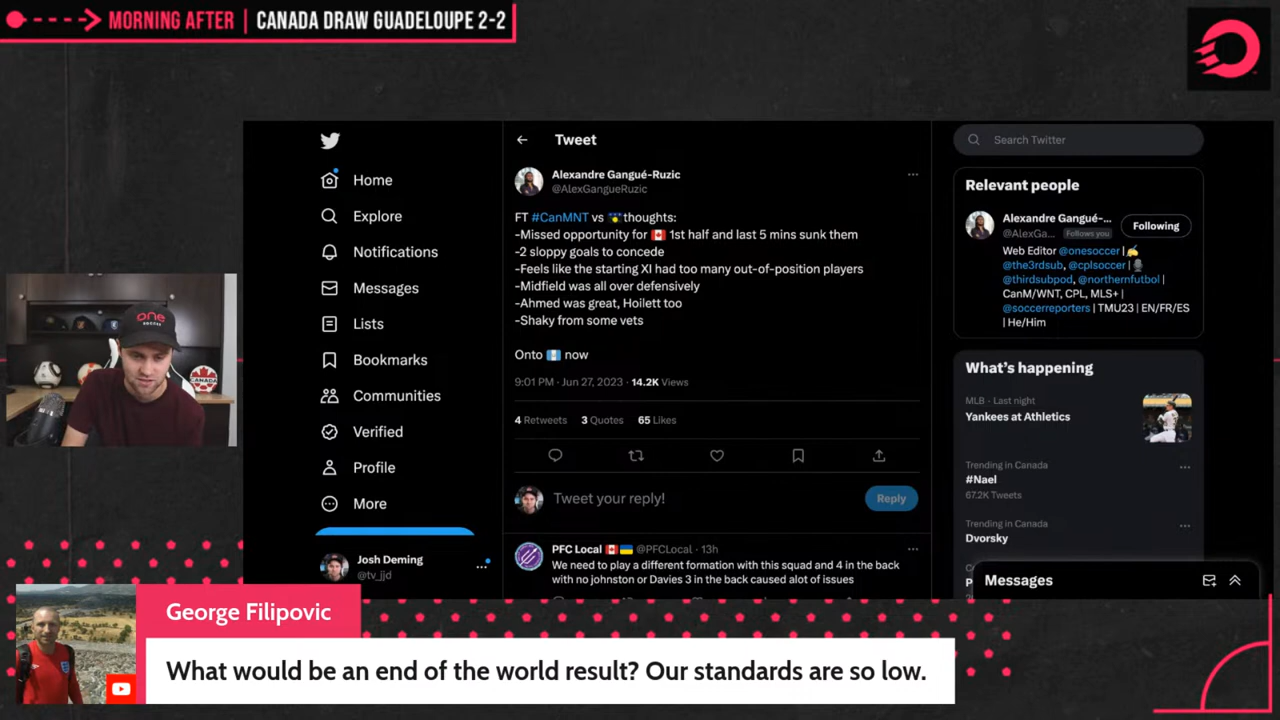 MORNING AFTER | CANADA DRAW GUADELOUPE 2-2
Home
Explore
Notifications
Messages
Lists
Bookmarks
Communities
Verified
Profile
More
Josh Deming
@tv_jjd
Tweet
Alexandre Gangué-Ruzic
@AlexGangueRuzic
FT #CanMNT vs thoughts:
-Missed opportunity for 🇨🇦 1st half and last 5 mins sunk them
-2 sloppy goals to concede
-Feels like the starting XI had too many out-of-position players
-Midfield was all over defensively
-Ahmed was great, Hoilett too
-Shaky from some vets
Onto 🇬🇹 now
9:01 PM · Jun 27, 2023 · 14.2K Views
4 Retweets 3 Quotes 65 Likes
Tweet your reply!
Reply
PFC Local 🇨🇦🇺🇦 @PFCLocal · 13h
We need to play a different formation with this squad and 4 in the back
with no johnston or Davies 3 in the back caused alot of issues
Search Twitter
Relevant people
Alexandre Gangué-...
@AlexGa... Follows you
Following
Web Editor @onesoccer |✍
@the3rdsub, @cplsoccer |🎙
@thirdsubpod, @northernfutbol |
CanM/WNT, CPL, MLS+ |
@soccerreporters | TMU23 | EN/FR/ES
| He/Him
What's happening
MLB · Last night
Yankees at Athletics
Trending in Canada
#Nael
67.2K Tweets
Trending in Canada
Dvorsky
Messages
one
SOCCER
CANADA
George Filipovic
What would be an end of the world result? Our standards are so low.